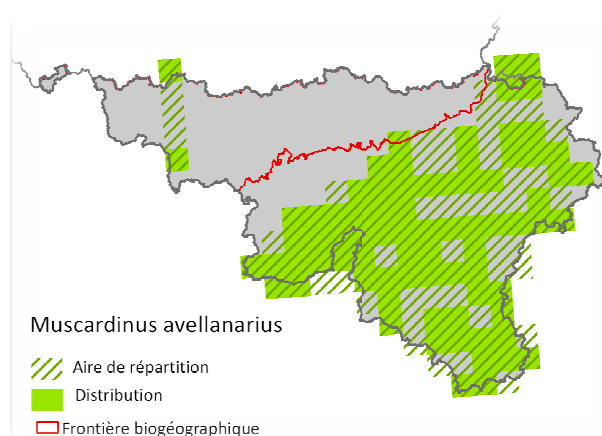 Muscardinus avellanarius
Aire de répartition
Distribution
Frontière biogéographique